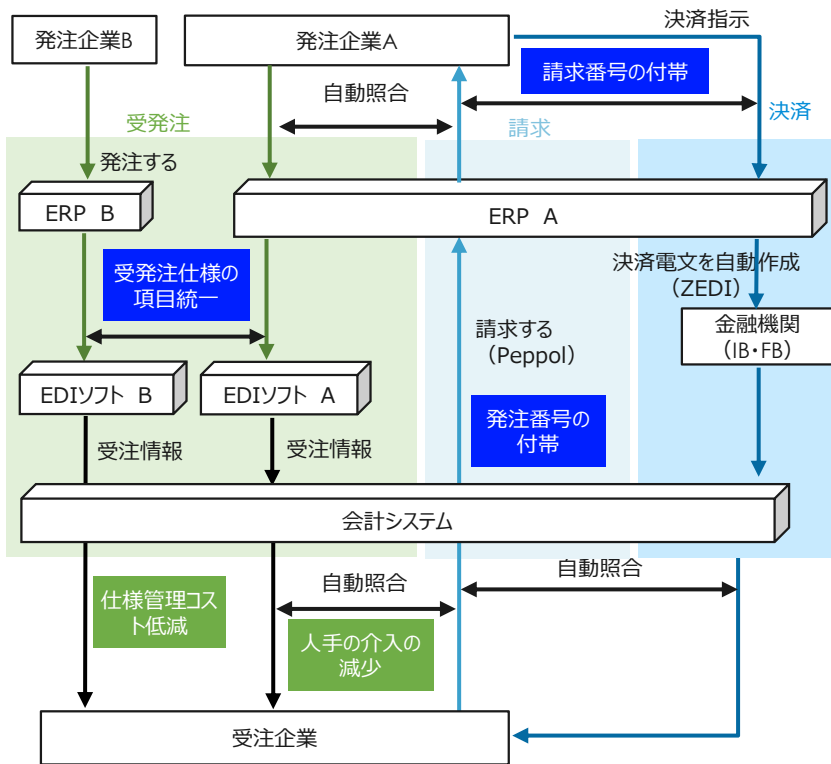 発注企業B
発注企業A
決済指示
請求番号の付帯
自動照合
受発注
請求
決済
発注する
ERP B
ERP A
受発注仕様の
項目統一
決済電文を自動作成
（ZEDI）
請求する
（Peppol）
金融機関
（IB・FB）
EDIソフト B
EDIソフト A
発注番号の
付帯
受注情報
受注情報
会計システム
自動照合
自動照合
仕様管理コス
ト低減
人手の介入の
減少
受注企業